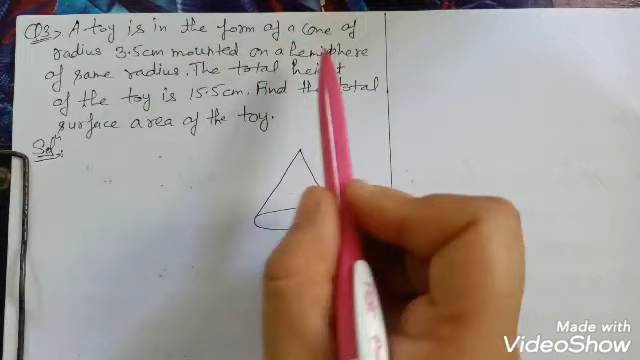 Q3, A toy is in the form of a cone of
radius 3.5cm mounted on a hemisphere
of same radius. The total height
of the toy is 15.5cm. Find the total
surface area of the toy.
Solⁿ:
Made with
VideoShow